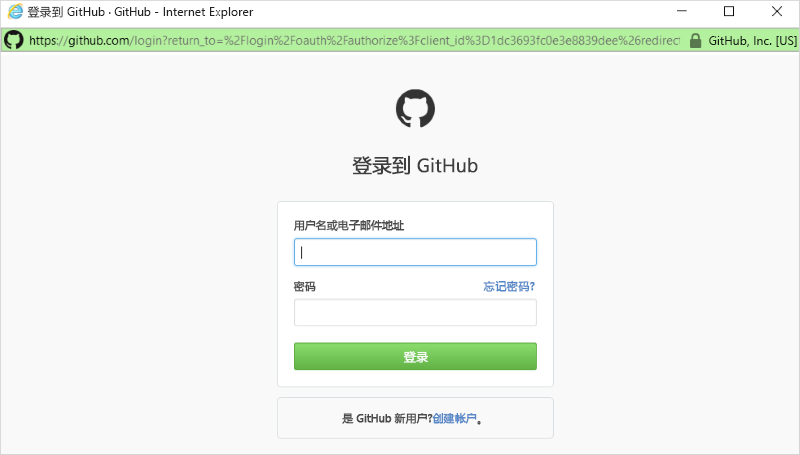 登录到 GitHub · GitHub - Internet Explorer
https://github.com/login?return_to=%2Flogin%2Foauth%2Fauthorize%3Fclient_id%3D1dc3693fc0e3e8839dee%26redirect GitHub, Inc. [US]
登录到 GitHub
用户名或电子邮件地址
密码 忘记密码?
登录
是 GitHub 新用户?创建帐户。